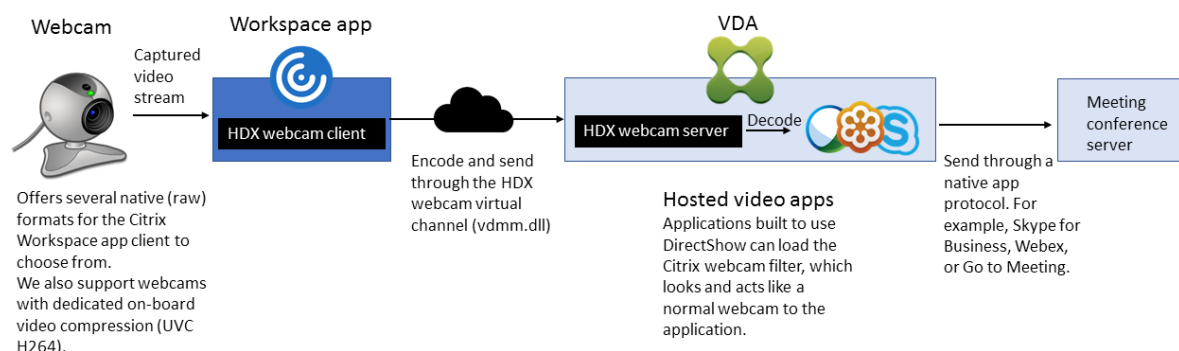 Webcam
Captured
video
stream
Offers several native (raw)
formats for the Citrix
Workspace app client to
choose from.
We also support webcams
with dedicated on-board
video compression (UVC
H264).
Workspace app
HDX webcam client
Encode and send
through the HDX
webcam virtual
channel (vdmm.dll)
VDA
HDX webcam server
Decode
S
Hosted video apps
Applications built to use
DirectShow can load the
Citrix webcam filter, which
looks and acts like a
normal webcam to the
application.
Send through a
native app
protocol. For
example, Skype for
Business, Webex,
or Go to Meeting.
Meeting
conference
server